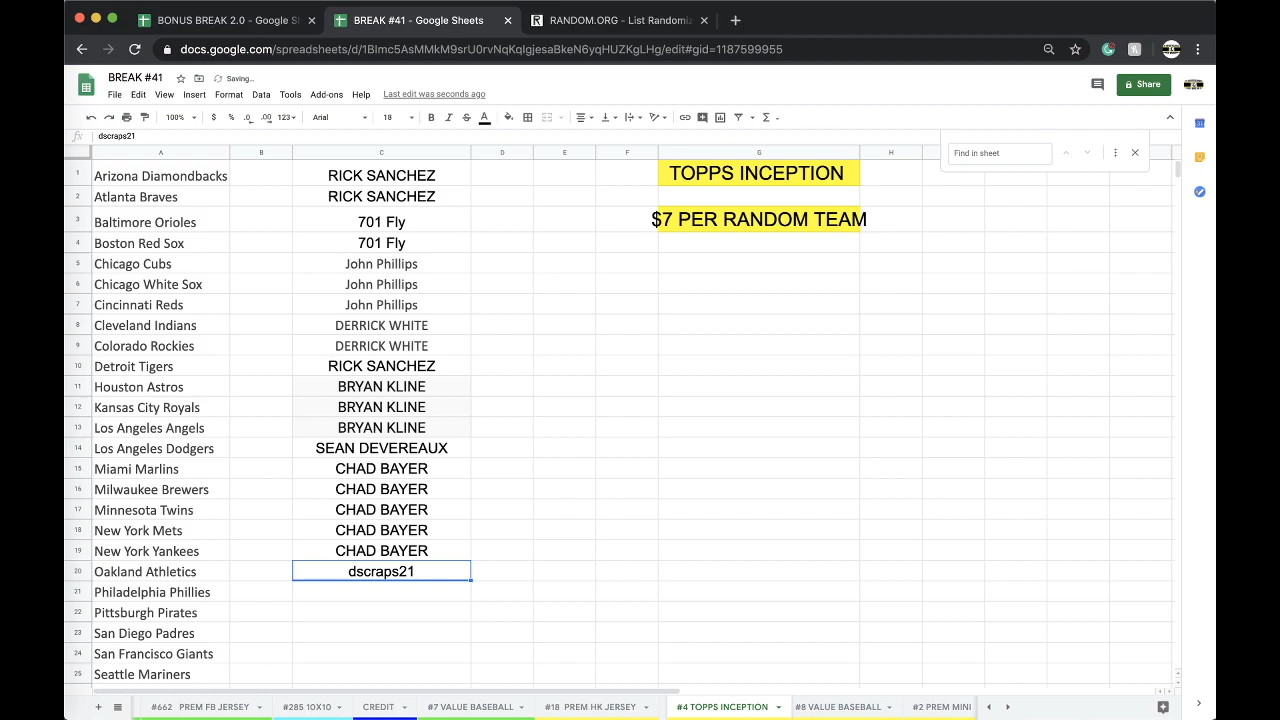 BONUS BREAK 2.0 - Google S
BREAK #41 - Google Sheets
RANDOM.ORG - List Randomi
docs.google.com/spreadsheets/d/1BImc5AsMMkM9srU0rvNqKqIgjesaBkeN6yqHUZKgLHg/edit#gid=1187599955
BREAK #41 Saving…
File Edit View Insert Format Data Tools Add-ons Help Last edit was seconds ago
Share
100% $ % .0 .00 123 Arial 18 B I S A
fx dscraps21
Find in sheet
A B C D E F G H
1 Arizona Diamondbacks RICK SANCHEZ TOPPS INCEPTION
2 Atlanta Braves RICK SANCHEZ
3 Baltimore Orioles 701 Fly $7 PER RANDOM TEAM
4 Boston Red Sox 701 Fly
5 Chicago Cubs John Phillips
6 Chicago White Sox John Phillips
7 Cincinnati Reds John Phillips
8 Cleveland Indians DERRICK WHITE
9 Colorado Rockies DERRICK WHITE
10 Detroit Tigers RICK SANCHEZ
11 Houston Astros BRYAN KLINE
12 Kansas City Royals BRYAN KLINE
13 Los Angeles Angels BRYAN KLINE
14 Los Angeles Dodgers SEAN DEVEREAUX
15 Miami Marlins CHAD BAYER
16 Milwaukee Brewers CHAD BAYER
17 Minnesota Twins CHAD BAYER
18 New York Mets CHAD BAYER
19 New York Yankees CHAD BAYER
20 Oakland Athletics dscraps21
21 Philadelphia Phillies
22 Pittsburgh Pirates
23 San Diego Padres
24 San Francisco Giants
25 Seattle Mariners
#662 PREM FB JERSEY #285 10X10 CREDIT #7 VALUE BASEBALL #18 PREM HK JERSEY #4 TOPPS INCEPTION #8 VALUE BASEBALL #2 PREM MINI